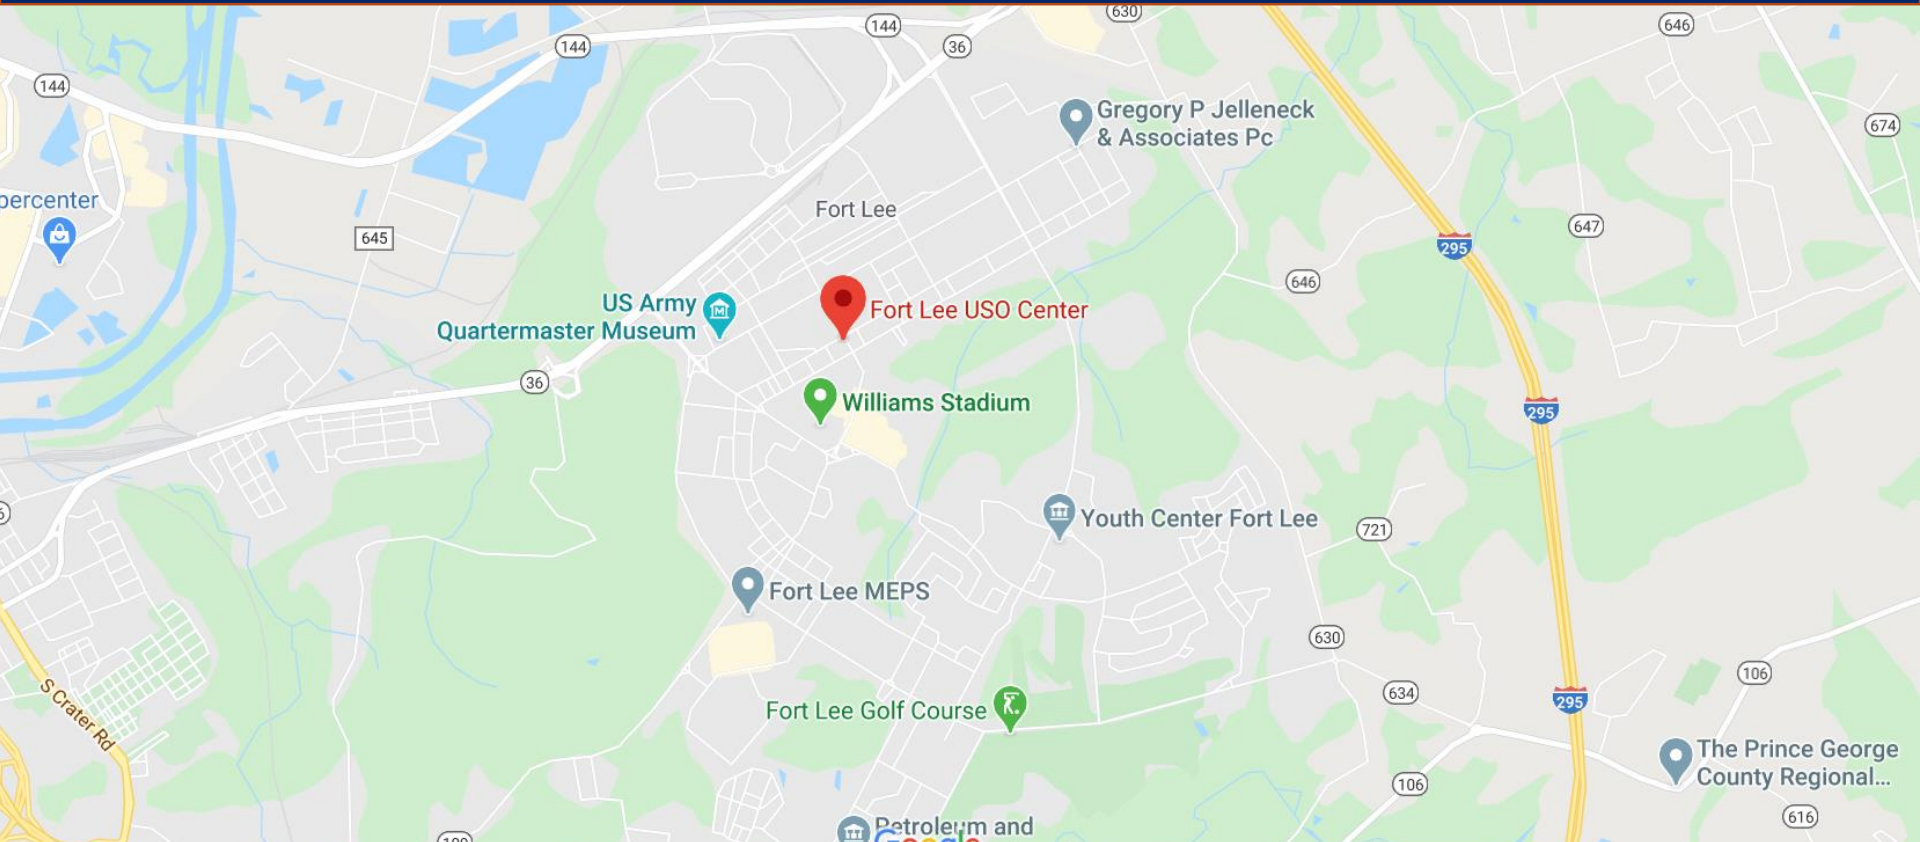 630
144
646
36
144
144
Gregory P Jelleneck
& Associates Pc
674
percenter
Fort Lee
647
645
295
646
US Army
Quartermaster Museum
Fort Lee USO Center
36
295
Williams Stadium
Youth Center Fort Lee
721
Fort Lee MEPS
630
106
634
295
S Crater Rd
Fort Lee Golf Course
The Prince George
County Regional...
106
616
Petroleum and
Google